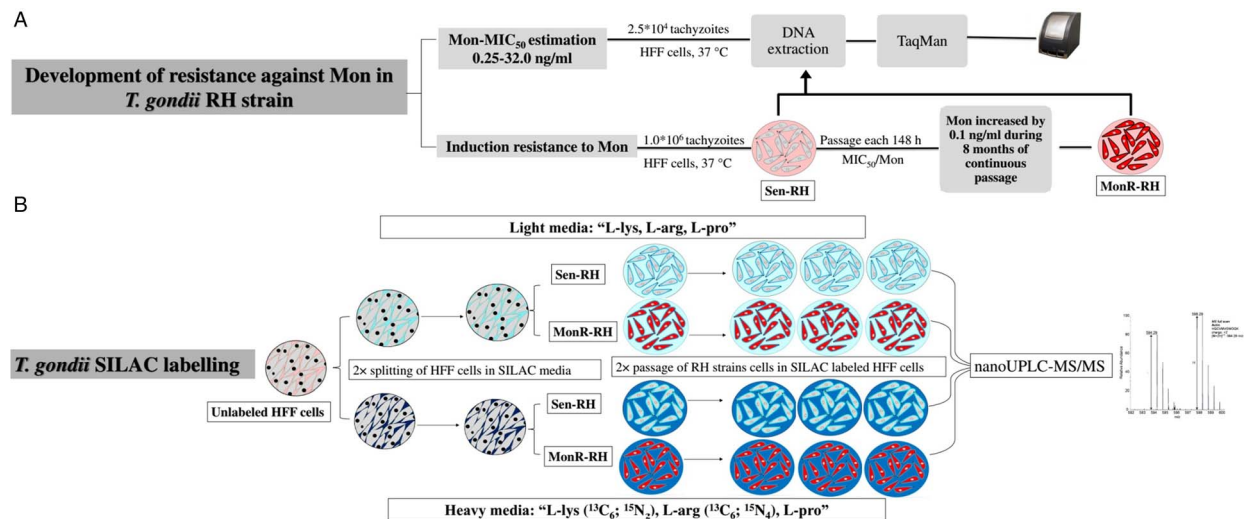 A
Development of resistance against Mon in
T. gondii RH strain
Mon-MIC₅₀ estimation
0.25-32.0 ng/ml
2.5*10⁴ tachyzoites
HFF cells, 37 °C
DNA
extraction
TaqMan
Induction resistance to Mon
1.0*10⁶ tachyzoites
HFF cells, 37 °C
Sen-RH
Passage each 148 h
MIC₅₀/Mon
Mon increased by
0.1 ng/ml during
8 months of
continuous
passage
MonR-RH
B
Light media: “L-lys, L-arg, L-pro”
T. gondii SILAC labelling
Unlabeled HFF cells
Sen-RH
MonR-RH
2× splitting of HFF cells in SILAC media
2× passage of RH strains cells in SILAC labeled HFF cells
Sen-RH
MonR-RH
nanoUPLC-MS/MS
Heavy media: “L-lys (¹³C₆; ¹⁵N₂), L-arg (¹³C₆; ¹⁵N₄), L-pro”